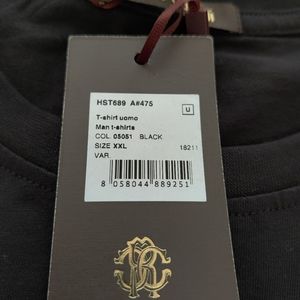 HST689 A#475
U
T-shirt uomo
Man t-shirts
COL 05051 BLACK
SIZE XXL 18211
VAR
8 058044 889251